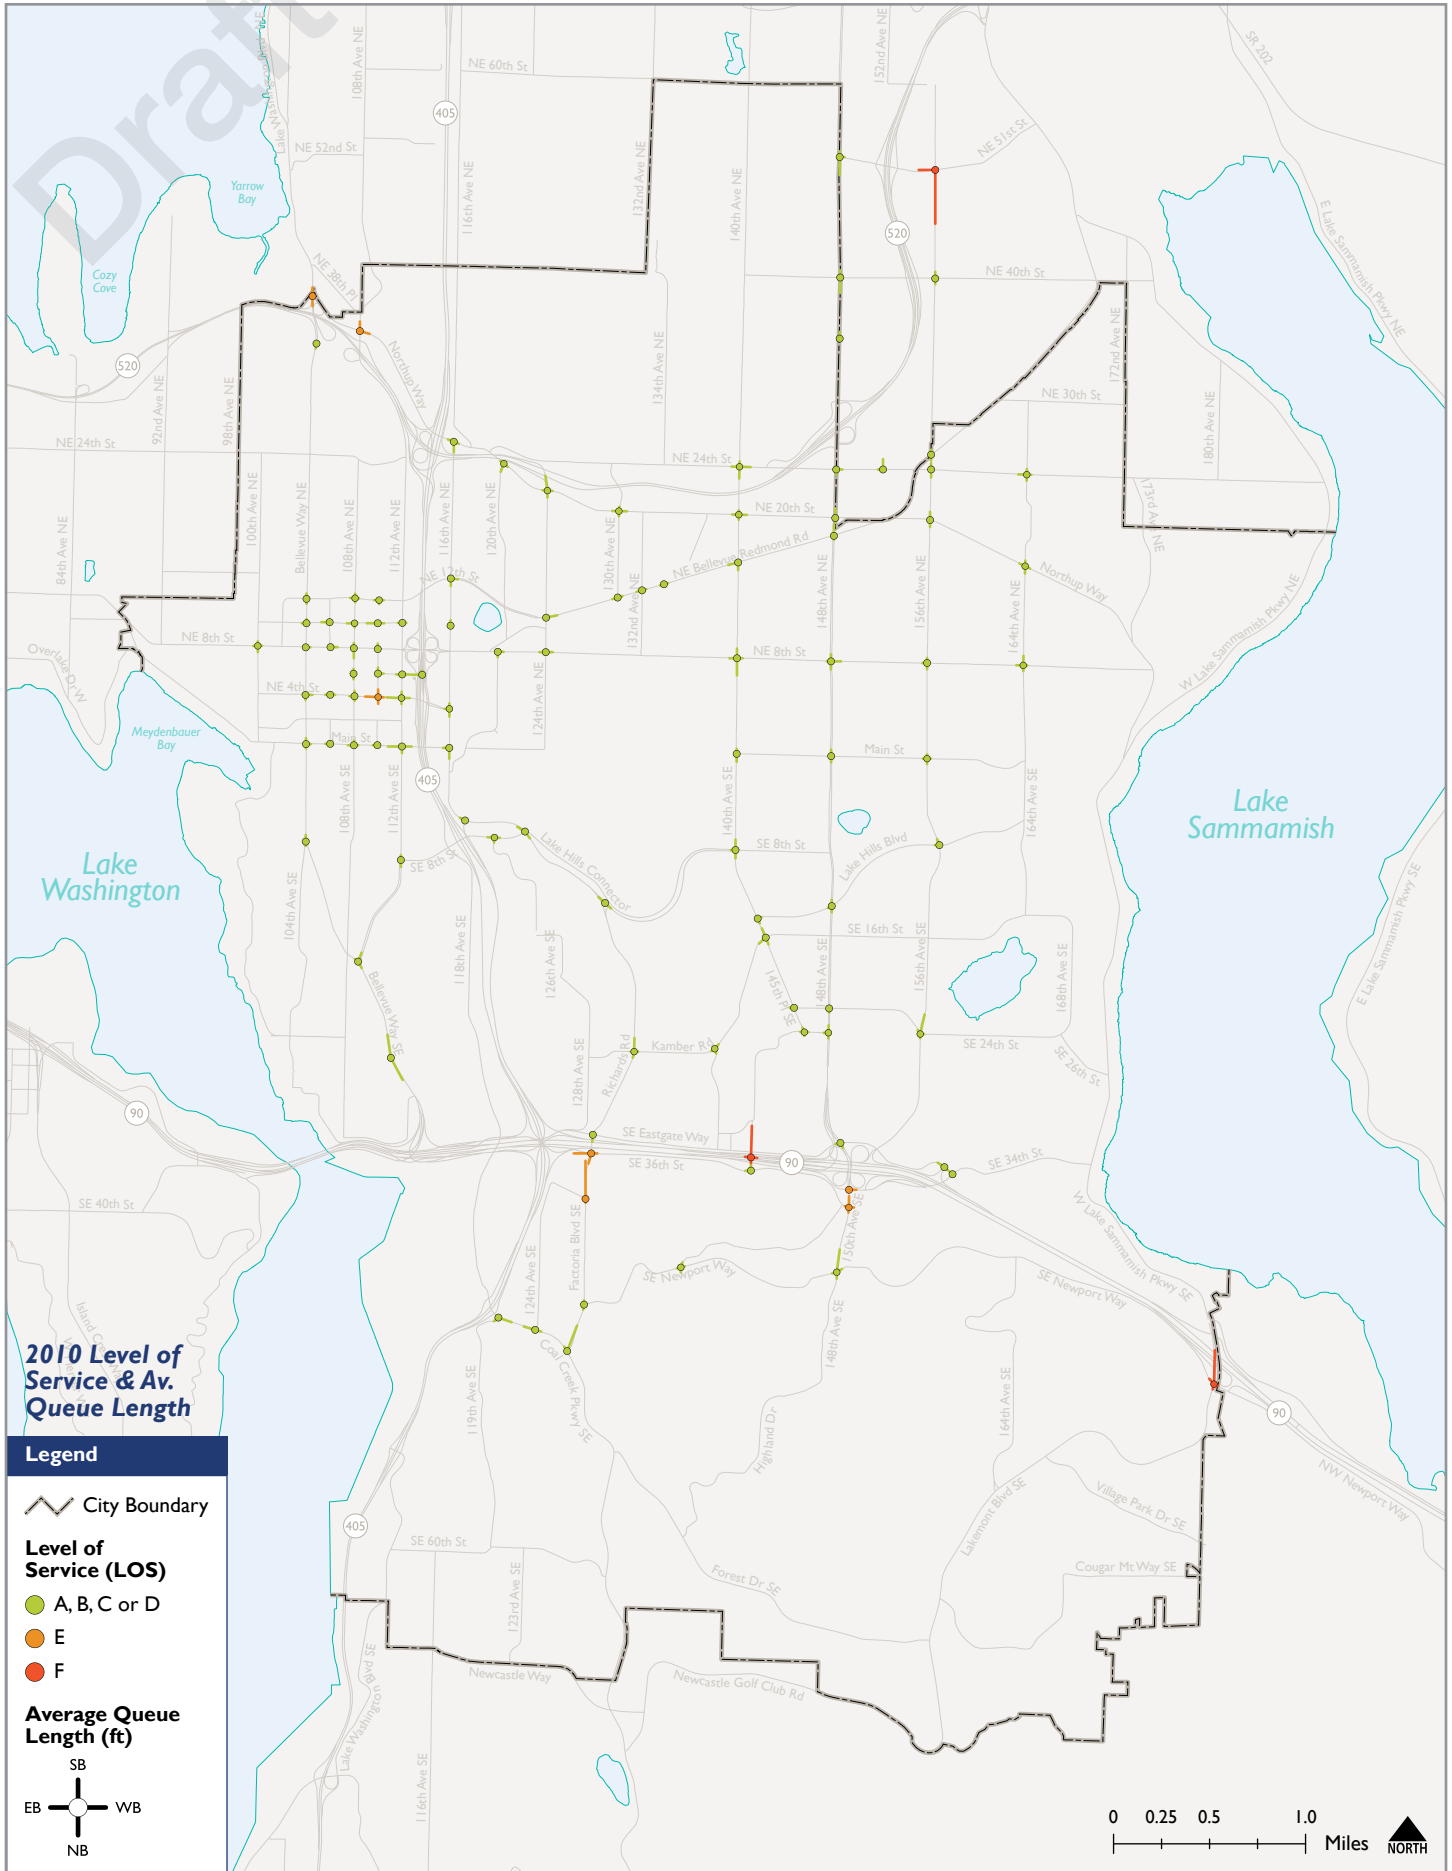 Draft
Lake Washington Blvd NE
108th Ave NE
NE 60th St
152nd Ave NE
SR 202
405
NE 52nd St
116th Ave NE
132nd Ave NE
140th Ave NE
NE 51st St
Yarrow
Bay
520
E Lake Sammamish Pkwy NE
Cozy
Cove
NE 38th Pl
NE 40th St
520
92nd Ave NE
98th Ave NE
Northup Way
134th Ave NE
172nd Ave NE
NE 30th St
180th Ave NE
NE 24th St
NE 24th St
84th Ave NE
100th Ave NE
Bellevue Way NE
108th Ave NE
112th Ave NE
116th Ave NE
120th Ave NE
NE 20th St
173rd Ave NE
130th Ave NE
NE Bellevue Redmond Rd
NE 12th St
132nd Ave NE
148th Ave NE
156th Ave NE
164th Ave NE
Northup Way
NE 8th St
NE 8th St
Overlake Dr W
W Lake Sammamish Pkwy NE
NE 4th St
124th Ave NE
Meydenbauer
Bay
Main St
Main St
405
108th Ave SE
112th Ave SE
140th Ave SE
164th Ave SE
Lake
Sammamish
Lake
Washington
SE 8th St
Lake Hills Connector
SE 8th St
Lake Hills Blvd
104th Ave SE
118th Ave SE
126th Ave SE
SE 16th St
148th Ave SE
156th Ave SE
168th Ave SE
E Lake Sammamish Pkwy SE
Bellevue Way SE
145th Pl SE
128th Ave SE
Richards Rd
Kamber Rd
SE 24th St
SE 26th St
90
SE Eastgate Way
SE 36th St
90
SE 34th St
SE 40th St
Factoria Blvd SE
150th Ave SE
W Lake Sammamish Pkwy SE
124th Ave SE
SE Newport Way
SE Newport Way
Coal Creek Pkwy SE
148th Ave SE
119th Ave SE
164th Ave SE
Highland Dr
90
NW Newport Way
2010 Level of
Service & Av.
Queue Length
Legend
City Boundary
Level of
Service (LOS)
A, B, C or D
E
F
Average Queue
Length (ft)
SB
EB
WB
NB
405
SE 60th St
123rd Ave SE
Forest Dr SE
Lakemont Blvd SE
Village Park Dr SE
Cougar Mt Way SE
Newcastle Way
Newcastle Golf Club Rd
Lake Washington Blvd SE
116th Ave SE
0 0.25 0.5 1.0
Miles
NORTH